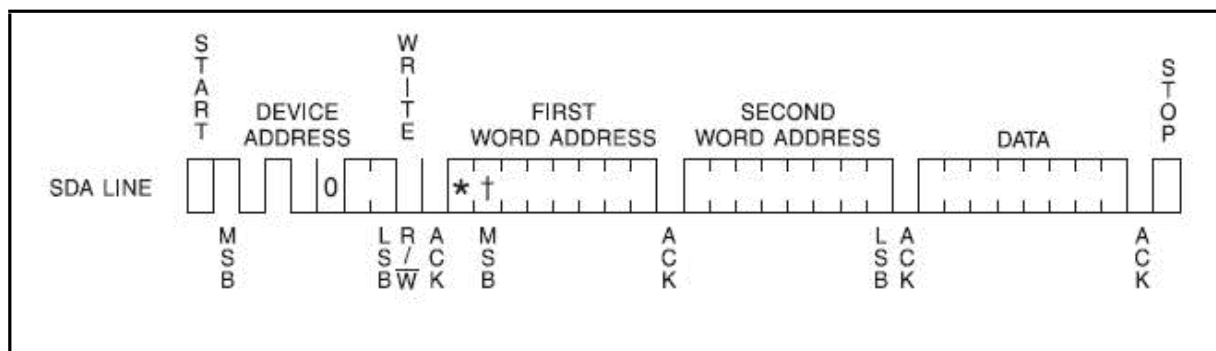 START
WRITE
STOP
DEVICE
ADDRESS
FIRST
WORD ADDRESS
SECOND
WORD ADDRESS
DATA
SDA LINE
0
* †
MSB
LSB
R/W
ACK
MSB
ACK
LSB
ACK
ACK